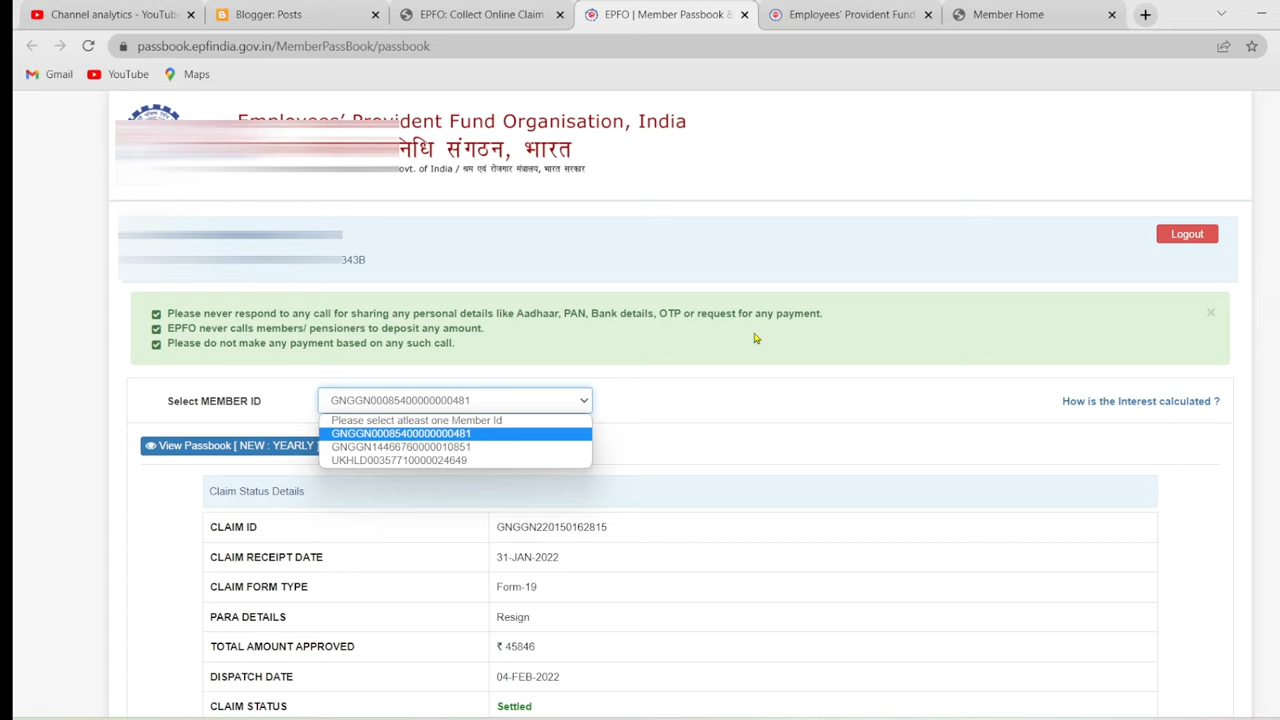 Channel analytics - YouTube
Blogger: Posts
EPFO: Collect Online Claim
EPFO | Member Passbook &
Employees' Provident Fund
Member Home
passbook.epfindia.gov.in/MemberPassBook/passbook
Gmail
YouTube
Maps
Employees' Provident Fund Organisation, India
निधि संगठन, भारत
ovt. of India / श्रम एवं रोजगार मंत्रालय, भारत सरकार
343B
Logout
Please never respond to any call for sharing any personal details like Aadhaar, PAN, Bank details, OTP or request for any payment.
EPFO never calls members/ pensioners to deposit any amount.
Please do not make any payment based on any such call.
Select MEMBER ID
GNGGN00085400000000481
How is the Interest calculated ?
Please select atleast one Member Id
GNGGN00085400000000481
GNGGN14466760000010851
UKHLD00357710000024649
View Passbook [ NEW : YEARLY ]
Claim Status Details
CLAIM ID GNGGN220150162815
CLAIM RECEIPT DATE 31-JAN-2022
CLAIM FORM TYPE Form-19
PARA DETAILS Resign
TOTAL AMOUNT APPROVED ₹ 45846
DISPATCH DATE 04-FEB-2022
CLAIM STATUS Settled